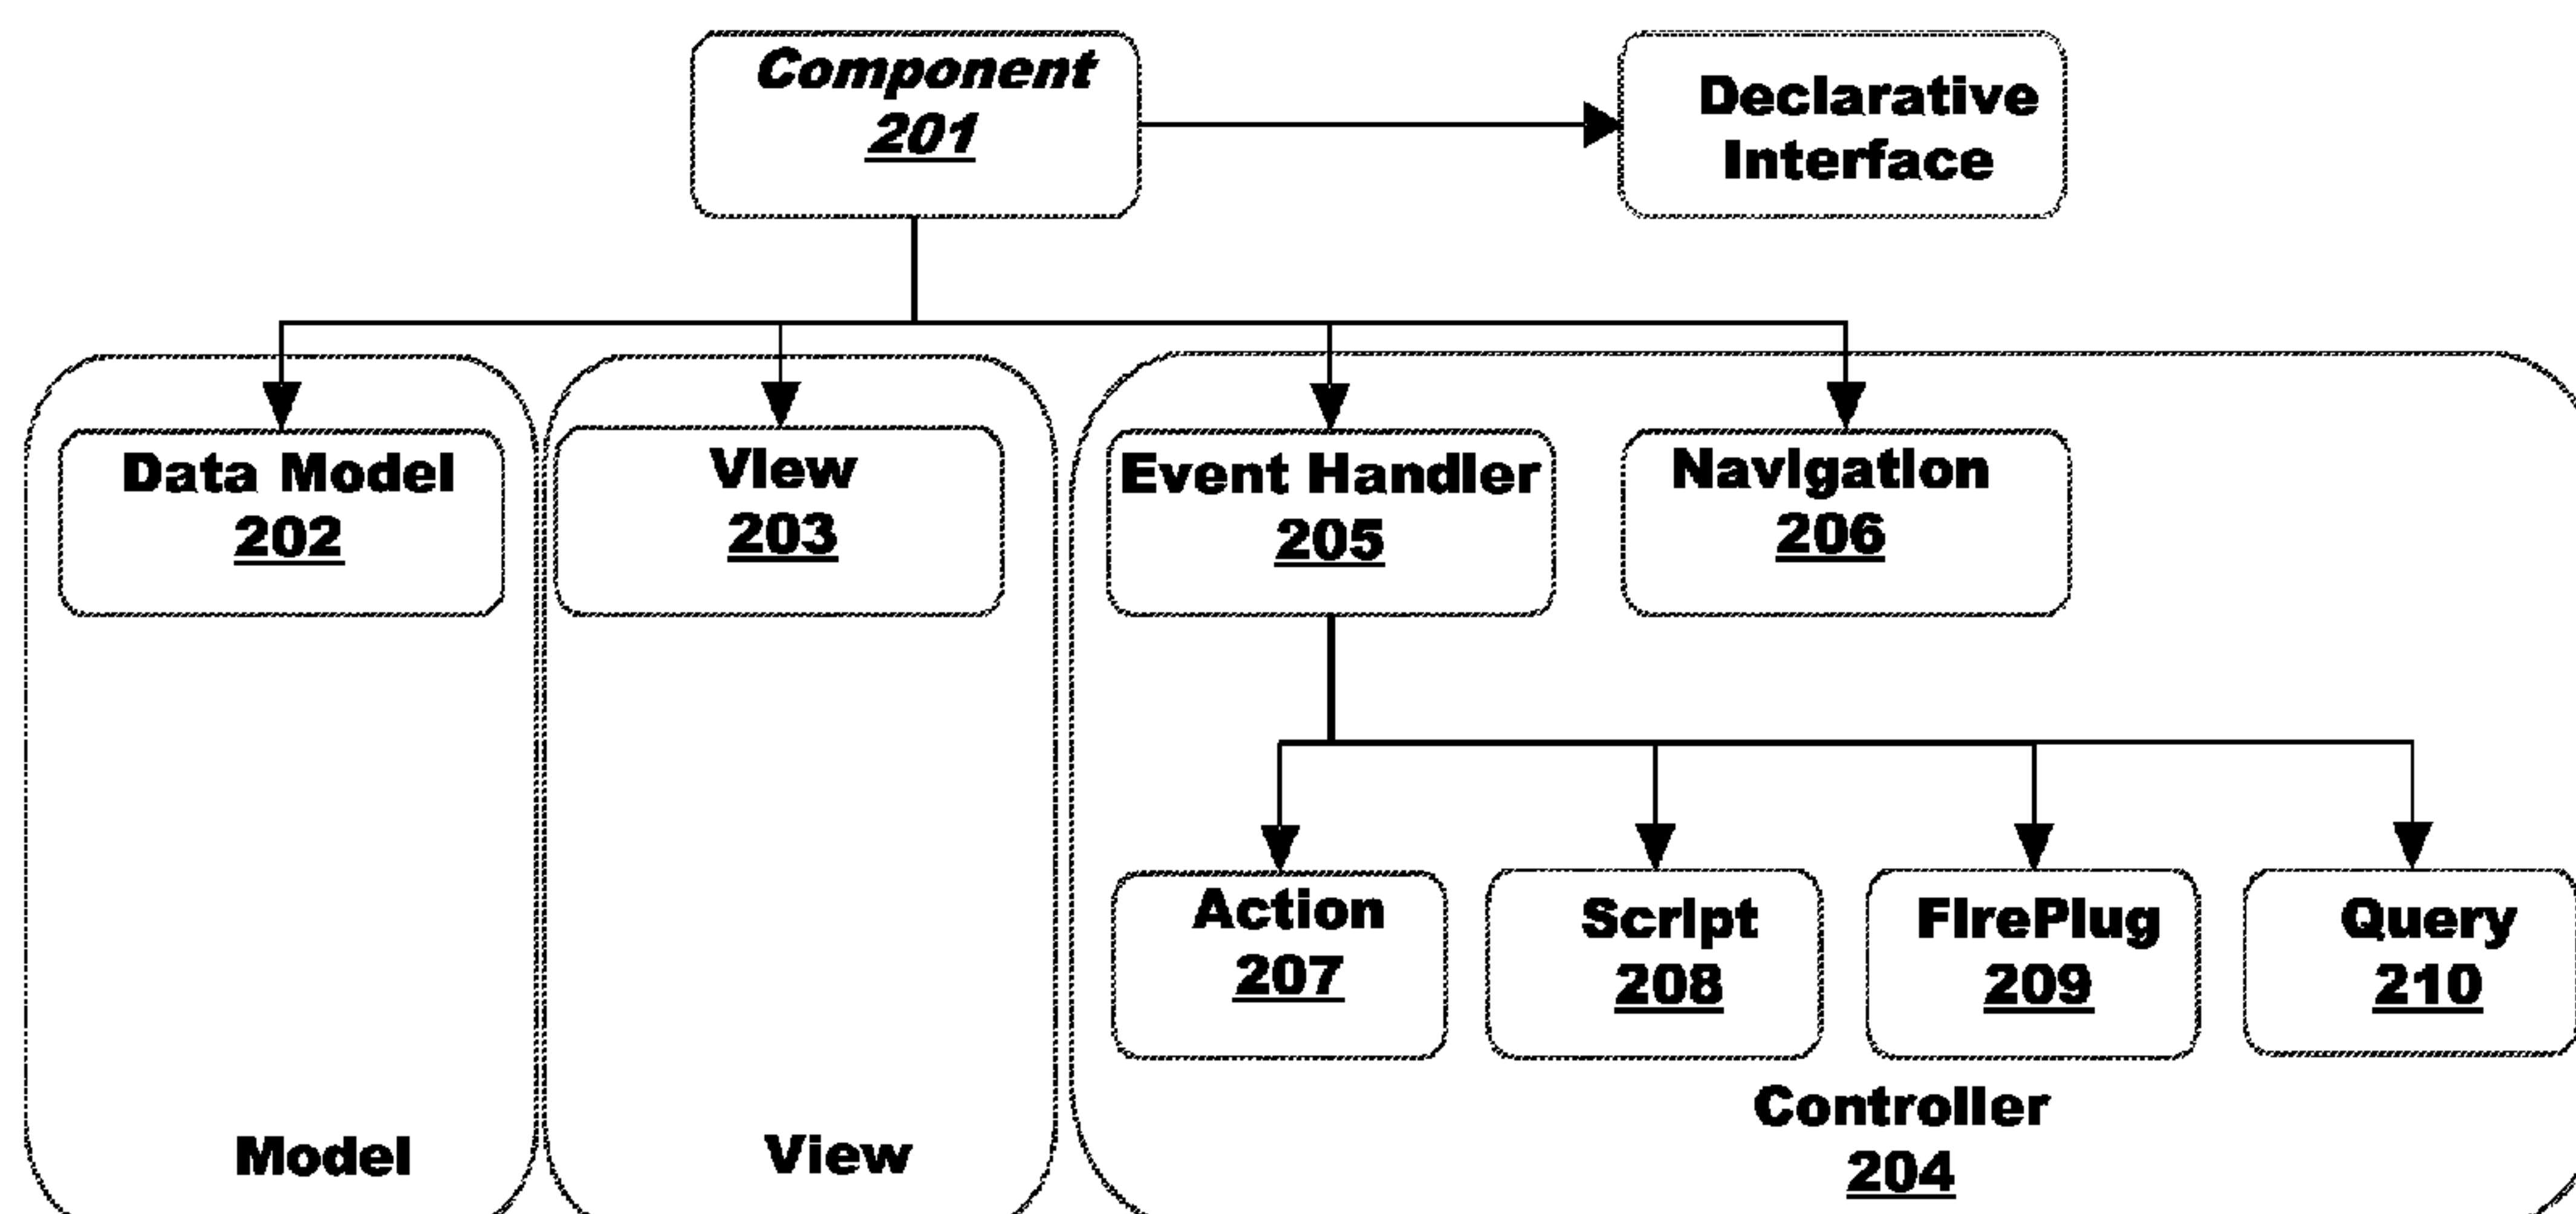 Component
201
Declarative
Interface
Data Model
202
View
203
Event Handler
205
Navigation
206
Action
207
Script
208
FirePlug
209
Query
210
Model
View
Controller
204